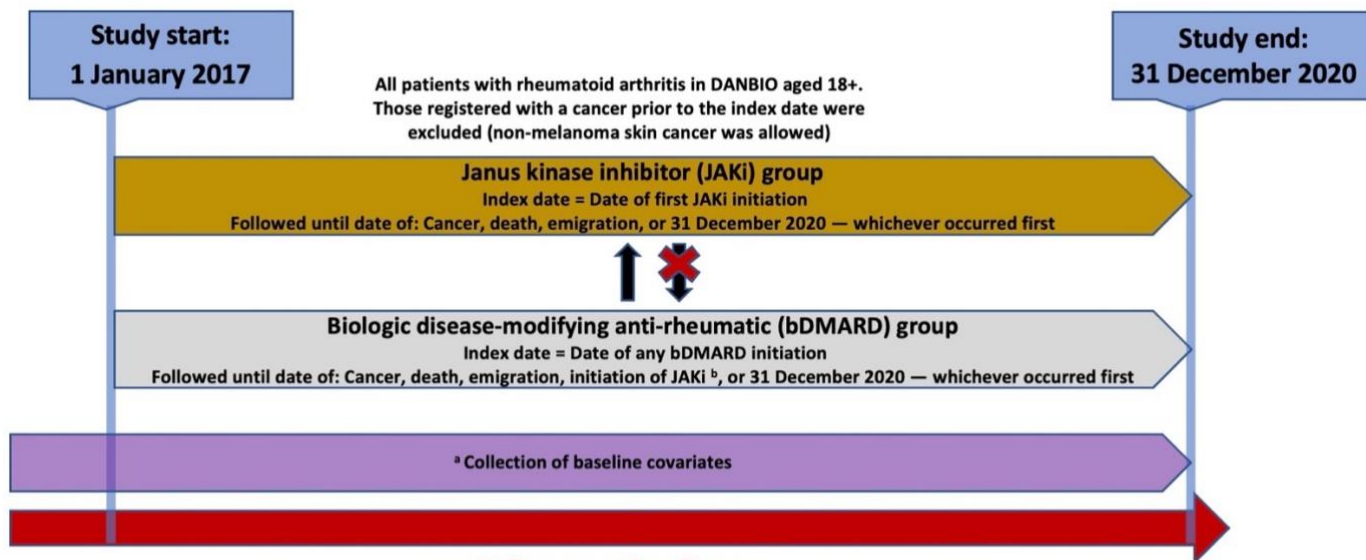 Study start:
1 January 2017
Study end:
31 December 2020
All patients with rheumatoid arthritis in DANBIO aged 18+.
Those registered with a cancer prior to the index date were
excluded (non-melanoma skin cancer was allowed)
Janus kinase inhibitor (JAKi) group
Index date = Date of first JAKi initiation
Followed until date of: Cancer, death, emigration, or 31 December 2020 — whichever occurred first
Biologic disease-modifying anti-rheumatic (bDMARD) group
Index date = Date of any bDMARD initiation
Followed until date of: Cancer, death, emigration, initiation of JAKi ᵇ, or 31 December 2020 — whichever occurred first
ᵃ Collection of baseline covariates